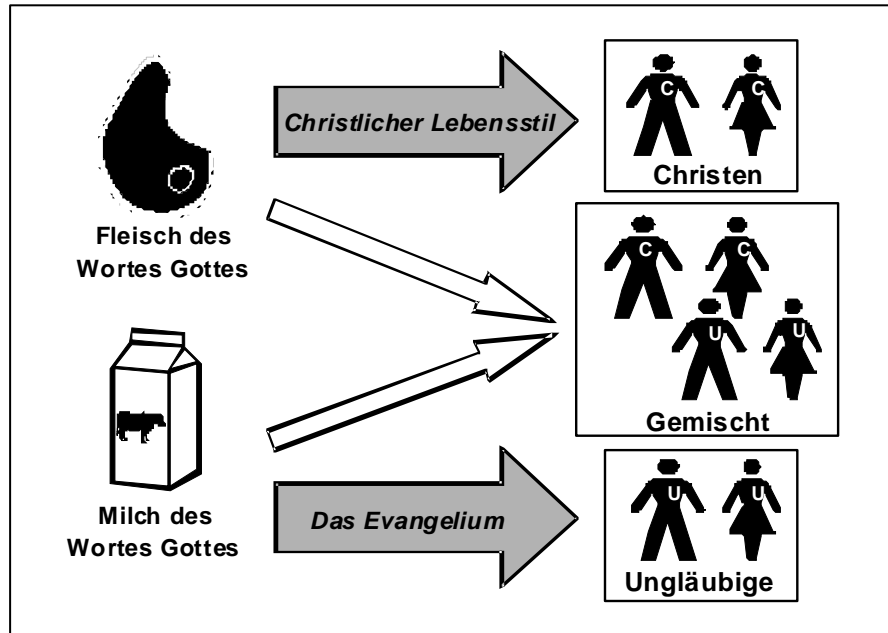 Christlicher Lebensstil
C C
Christen
Fleisch des
Wortes Gottes
C C
U U
Gemischt
Milch des
Wortes Gottes
Das Evangelium
U U
Ungläubige